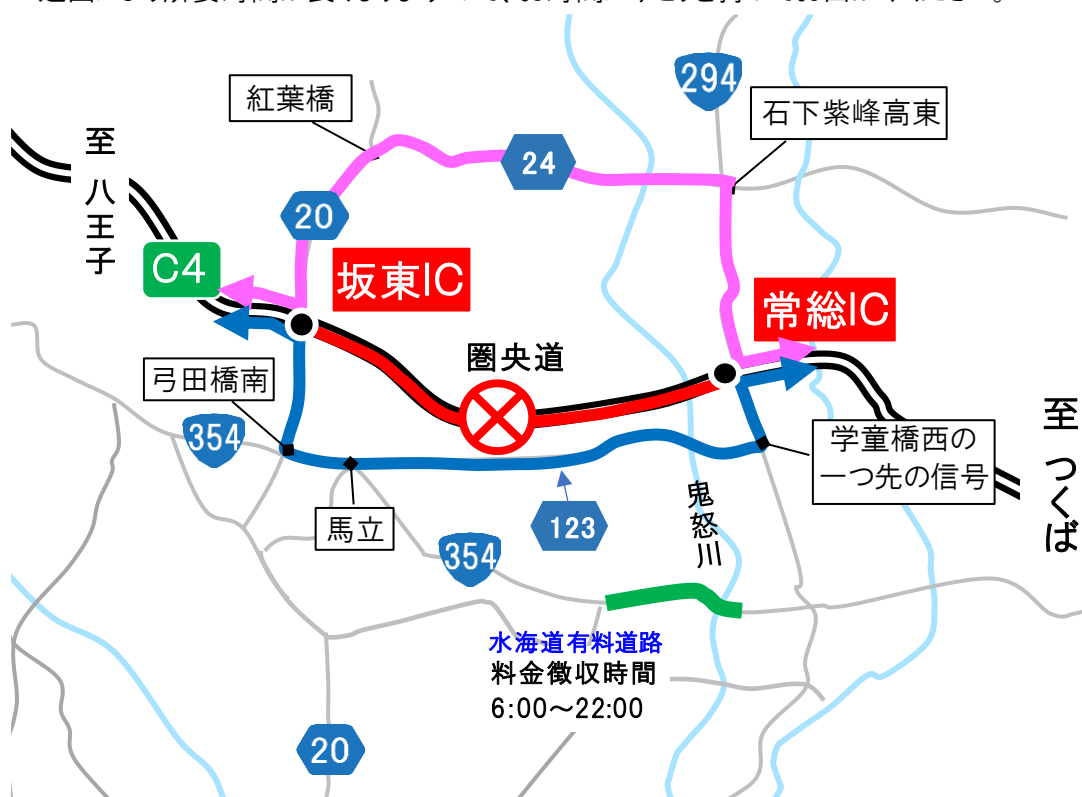 294
紅葉橋
石下紫峰高東
至 八王子
24
20
C4
坂東IC
常総IC
圏央道
弓田橋南
354
至 つくば
学童橋西の
一つ先の信号
鬼怒川
馬立
123
354
水海道有料道路
料金徴収時間
6:00～22:00
20